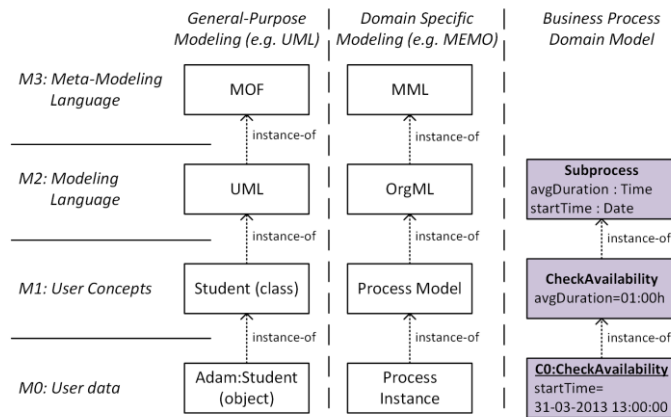 General-Purpose
Modeling (e.g. UML)
Domain Specific
Modeling (e.g. MEMO)
Business Process
Domain Model
M3: Meta-Modeling
Language
MOF
MML
instance-of
instance-of
M2: Modeling
Language
UML
OrgML
Subprocess
avgDuration : Time
startTime : Date
instance-of
instance-of
instance-of
M1: User Concepts
Student (class)
Process Model
CheckAvailability
avgDuration=01:00h
instance-of
instance-of
instance-of
M0: User data
Adam:Student
(object)
Process
Instance
C0:CheckAvailability
startTime=
31-03-2013 13:00:00